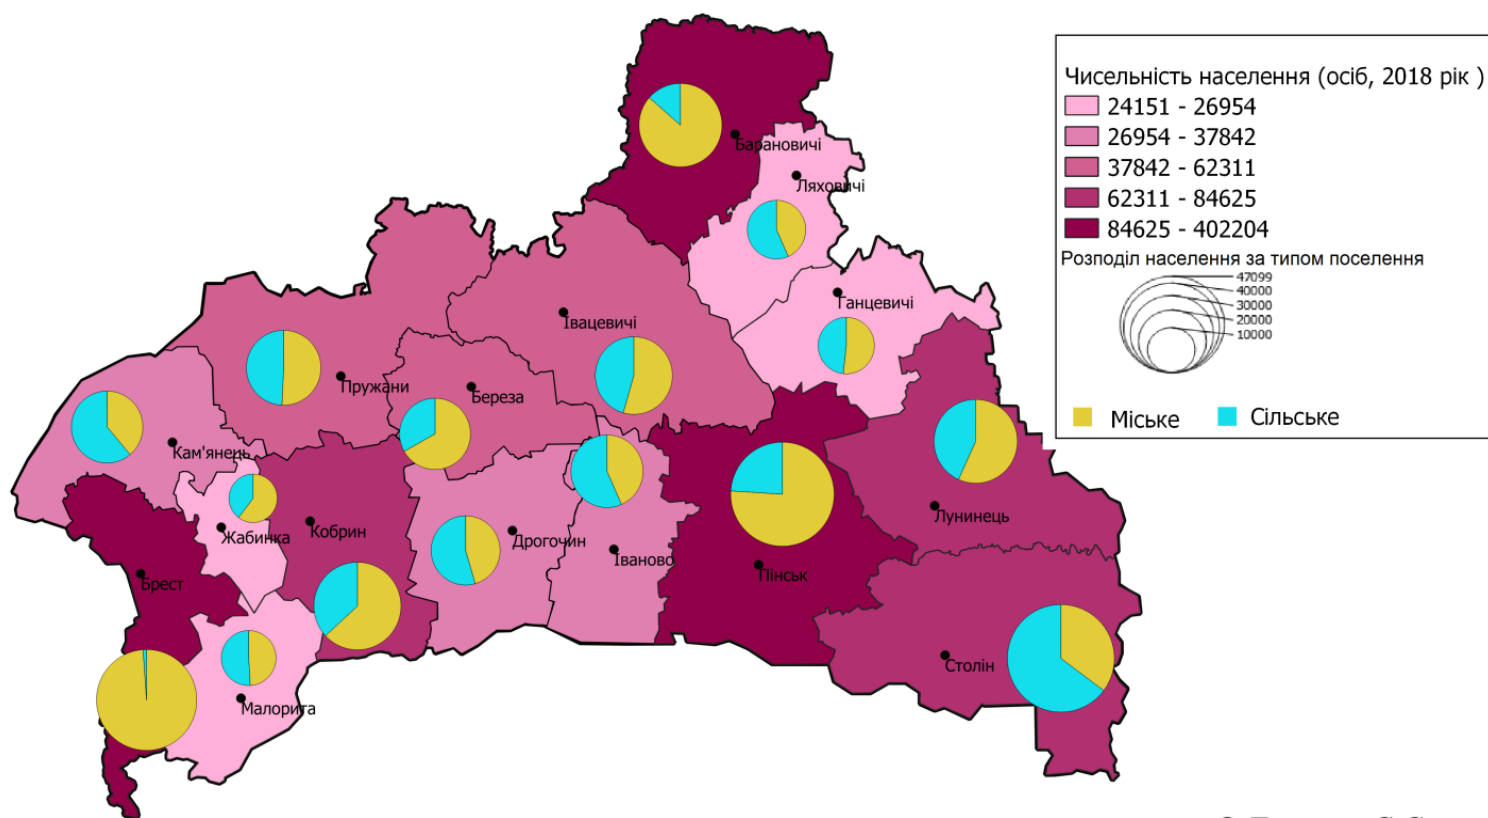 Чисельність населення (осіб, 2018 рік )
24151 - 26954
26954 - 37842
37842 - 62311
62311 - 84625
84625 - 402204
Розподіл населення за типом поселення
47099
40000
30000
20000
10000
Міське
Сільське
Барановичі
Ляховичі
Ганцевичі
Івацевичі
Пружани
Береза
Кам'янець
Жабинка
Кобрин
Дрогочин
Іваново
Лунинець
Брест
Пінськ
Столін
Малорита